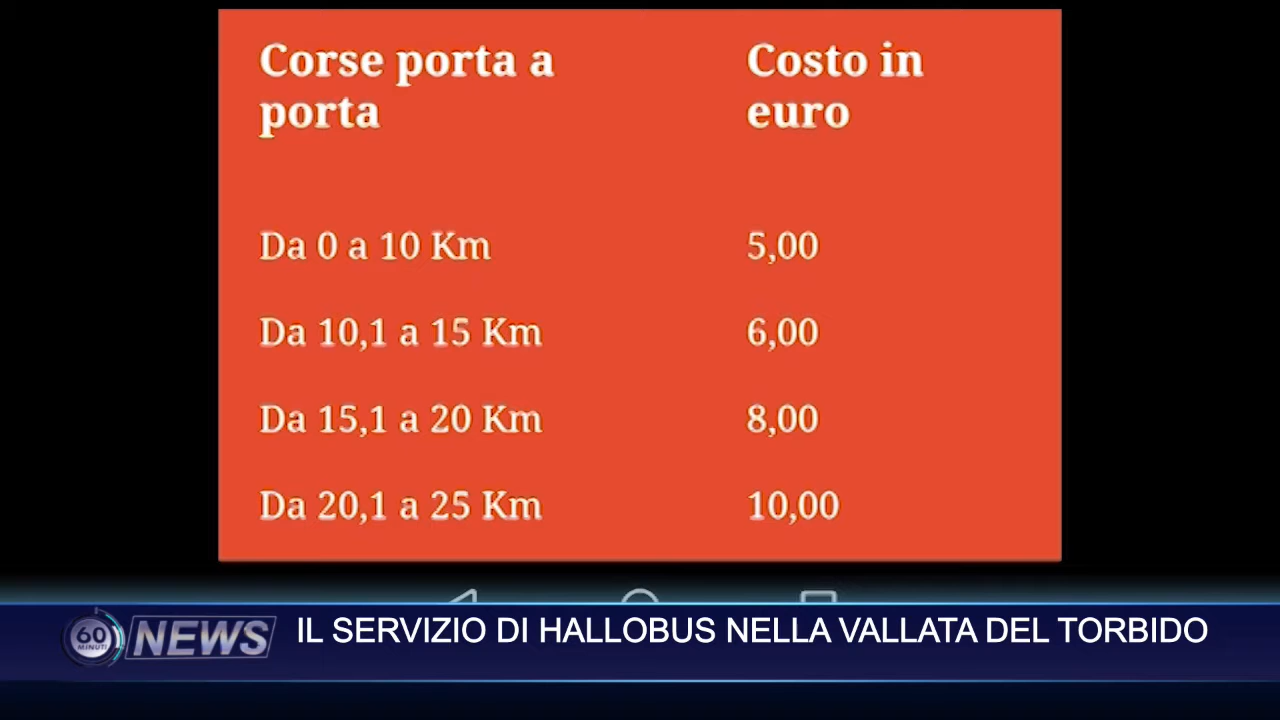 Corse porta a
porta
Costo in
euro
Da 0 a 10 Km 5,00
Da 10,1 a 15 Km 6,00
Da 15,1 a 20 Km 8,00
Da 20,1 a 25 Km 10,00
60
MINUTI
NEWS
IL SERVIZIO DI HALLOBUS NELLA VALLATA DEL TORBIDO